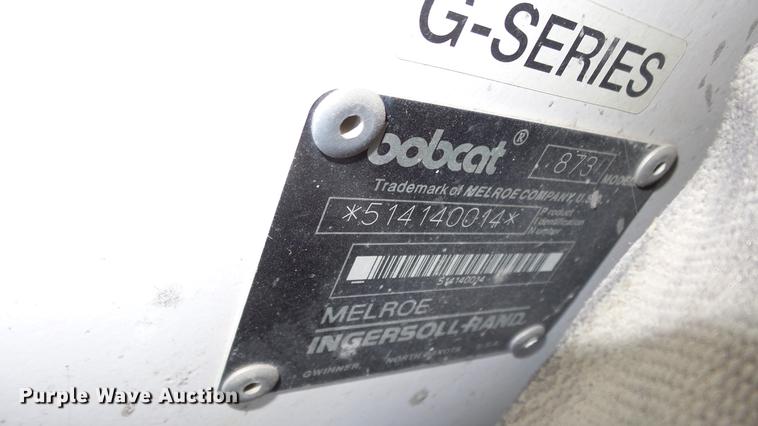 G-SERIES
bobcat®
873
MODEL
Trademark of MELROE COMPANY, U.S.A.
*514140014*
Product
Identification
Number
514140014
MELROE
INGERSOLL-RAND
GWINNER, NORTH DAKOTA U.S.A.
Purple Wave Auction